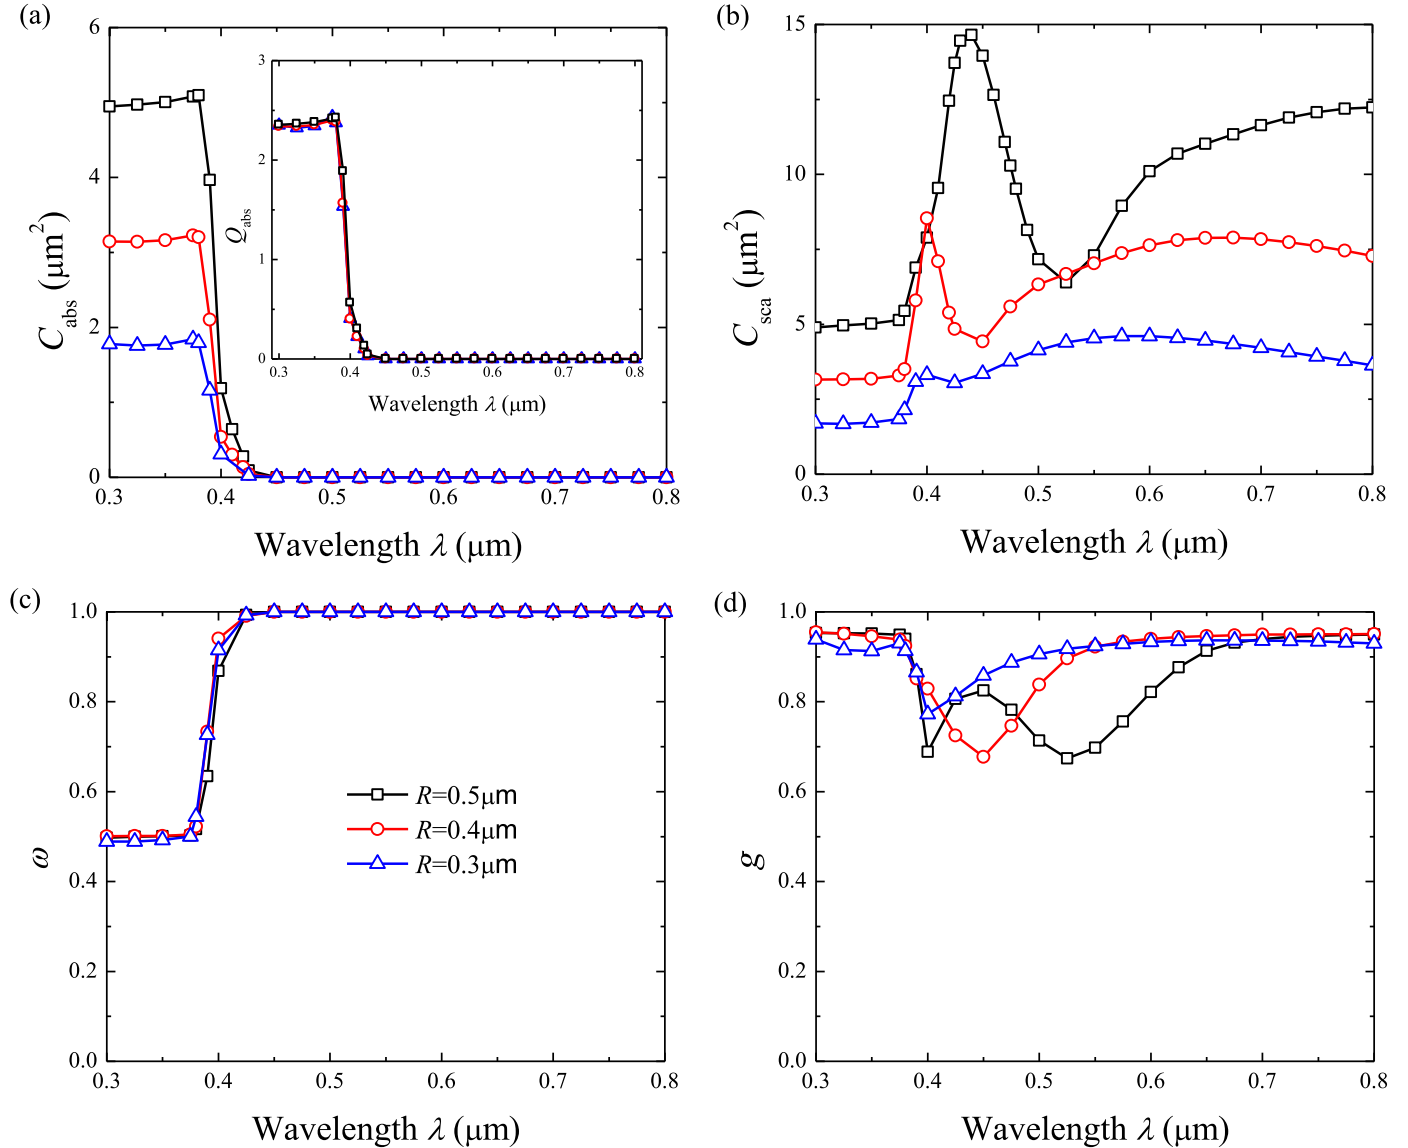 (a)
6
4
2
0
0.3 0.4 0.5 0.6 0.7 0.8
C abs (μm²)
Wavelength λ (μm)
3
2
1
0
0.3 0.4 0.5 0.6 0.7 0.8
Q abs
Wavelength λ (μm)
(b)
15
10
5
0
0.3 0.4 0.5 0.6 0.7 0.8
C sca (μm²)
Wavelength λ (μm)
(c)
1.0
0.8
0.6
0.4
0.2
0.0
0.3 0.4 0.5 0.6 0.7 0.8
ω
R=0.5μm
R=0.4μm
R=0.3μm
Wavelength λ (μm)
(d)
1.0
0.8
0.6
0.4
0.2
0.0
0.3 0.4 0.5 0.6 0.7 0.8
g
Wavelength λ (μm)